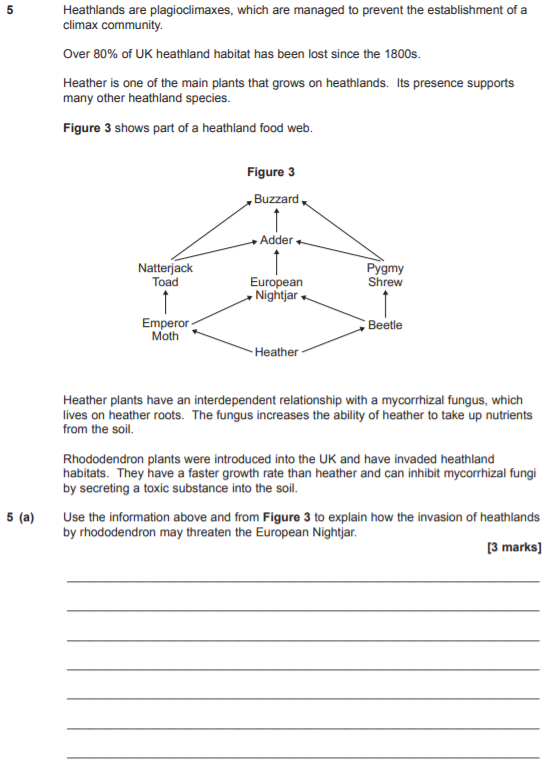 5 Heathlands are plagioclimaxes, which are managed to prevent the establishment of a
climax community.
Over 80% of UK heathland habitat has been lost since the 1800s.
Heather is one of the main plants that grows on heathlands. Its presence supports
many other heathland species.
Figure 3 shows part of a heathland food web.
Figure 3
Buzzard
Adder
Natterjack
Toad
European
Nightjar
Pygmy
Shrew
Emperor
Moth
Beetle
Heather
Heather plants have an interdependent relationship with a mycorrhizal fungus, which
lives on heather roots. The fungus increases the ability of heather to take up nutrients
from the soil.
Rhododendron plants were introduced into the UK and have invaded heathland
habitats. They have a faster growth rate than heather and can inhibit mycorrhizal fungi
by secreting a toxic substance into the soil.
5 (a) Use the information above and from Figure 3 to explain how the invasion of heathlands
by rhododendron may threaten the European Nightjar.
[3 marks]